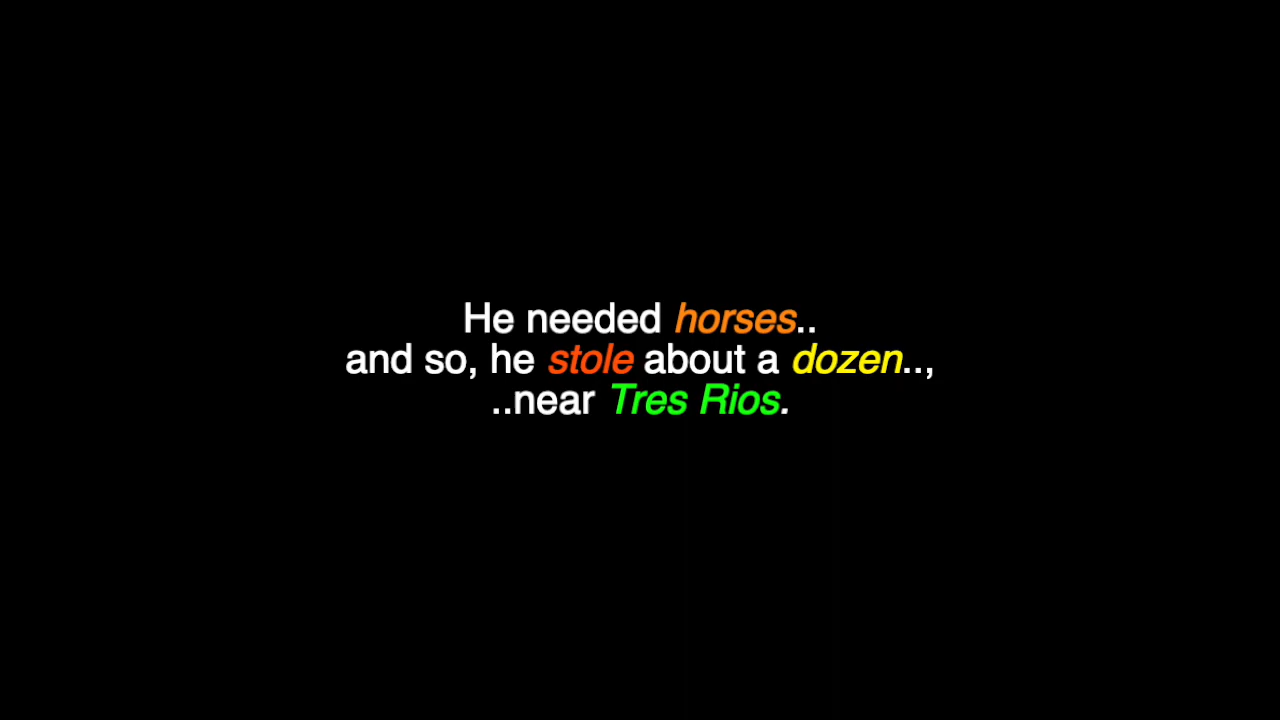 He needed horses..
and so, he stole about a dozen..,
..near Tres Rios.